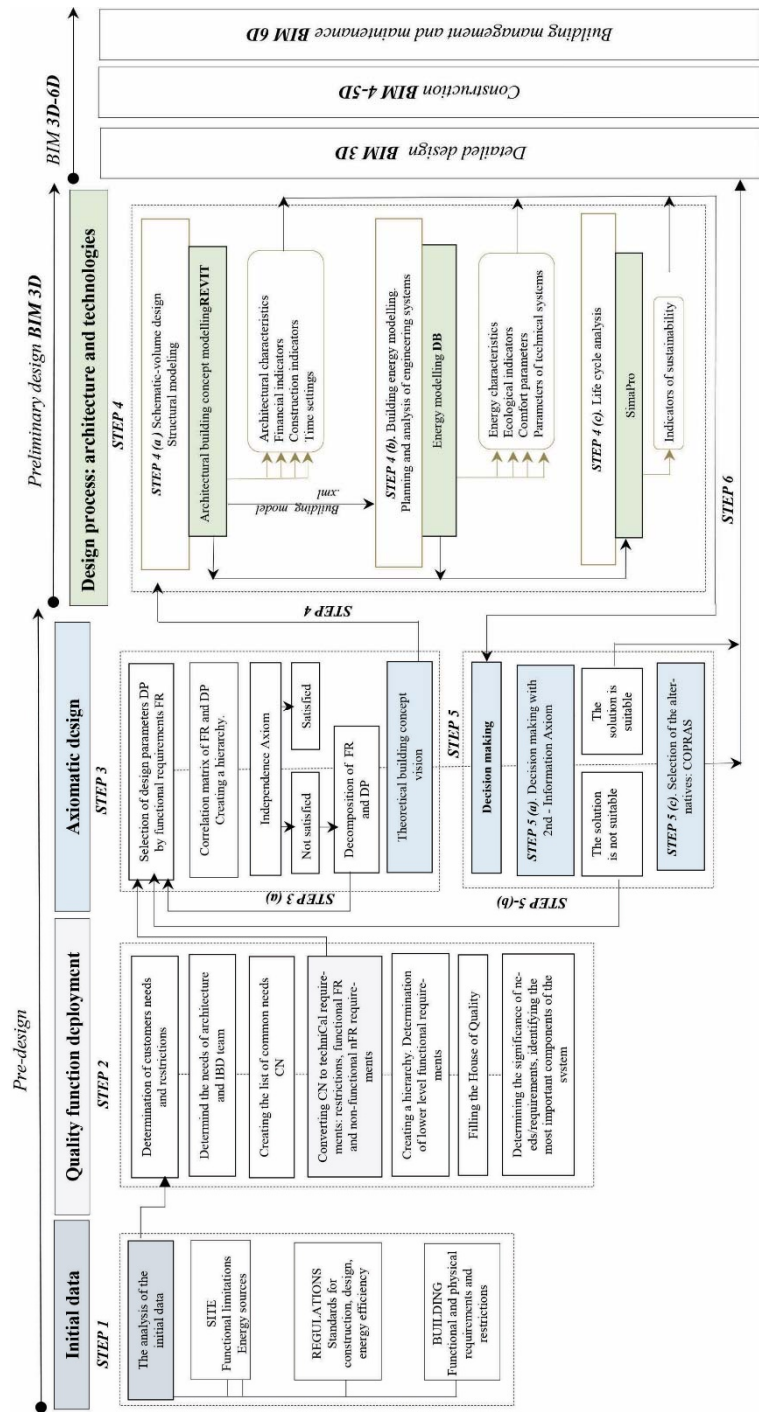 Pre-design
Preliminary design BIM 3D
BIM 3D-6D
Initial data
STEP 1
The analysis of the
initial data
SITE
Functional limitations
Energy sources
REGULATIONS
Standards for
construction, design,
energy efficiency
BUILDING
Functional and physical
requirements and
restrictions
Quality function deployment
STEP 2
Determination of customers needs
and restrictions
Determind the needs of architecture
and IBD team
Creating the list of common needs
CN
Converting CN to techniCal require-
ments: restrictions, functional FR
and non-functional nFR require-
ments
Creating a hierarchy. Determination
of lower level functional require-
ments
Filling the House of Quality
Determining the significance of ne-
eds/requirements, identifying the
most important components of the
system
Axiomatic design
STEP 3
Selection of design parameters DP
by functional requirements FR
Correlation matrix of FR and DP
Creating a hierarchy.
Independence Axiom
Not satisfied
Satisfied
Decomposition of FR
and DP
STEP 3 (a)
Theoretical building concept
vision
STEP 4
STEP 5
Decision making
STEP 5 (a). Decision making with
2nd - Information Axiom
The solution
is not suitable
The
solution is
suitable
STEP 5-(b)
STEP 5 (c). Selection of the alter-
natives: COPRAS
Design process: architecture and technologies
STEP 4
STEP 4 (a) Schematic-volume design
Structural modeling
Architectural building concept modellingREVIT
Architectural characteristics
Financial indicators
Construction indicators
Time settings
Building model
.xml
STEP 4 (b). Building energy modelling.
Planning and analysis of engineering systems
Energy modelling DB
Energy characteristics
Ecological indicators
Comfort parameters
Parameters of technical systems
STEP 4 (c). Life cycle analysis
SimaPro
Indicators of sustainability
STEP 6
Detailed design BIM 3D
Construction BIM 4-5D
Building management and maintenance BIM 6D